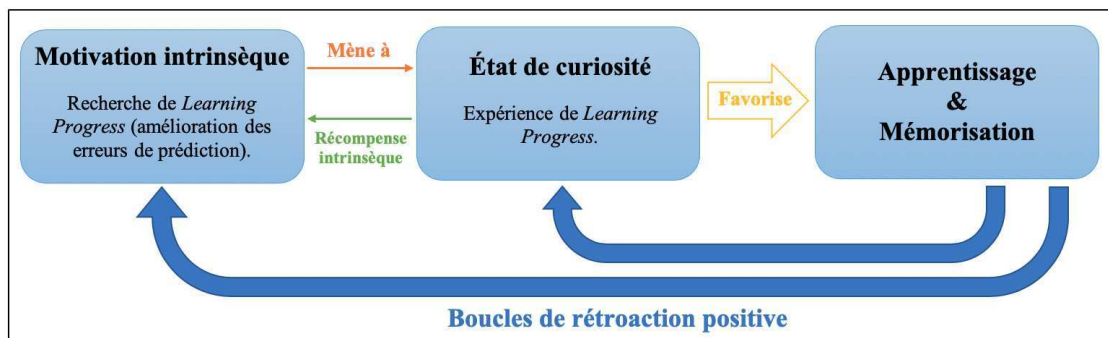 Motivation intrinsèque
Recherche de Learning
Progress (amélioration des
erreurs de prédiction).
Mène à
Récompense
intrinsèque
État de curiosité
Expérience de Learning
Progress.
Favorise
Apprentissage
&
Mémorisation
Boucles de rétroaction positive